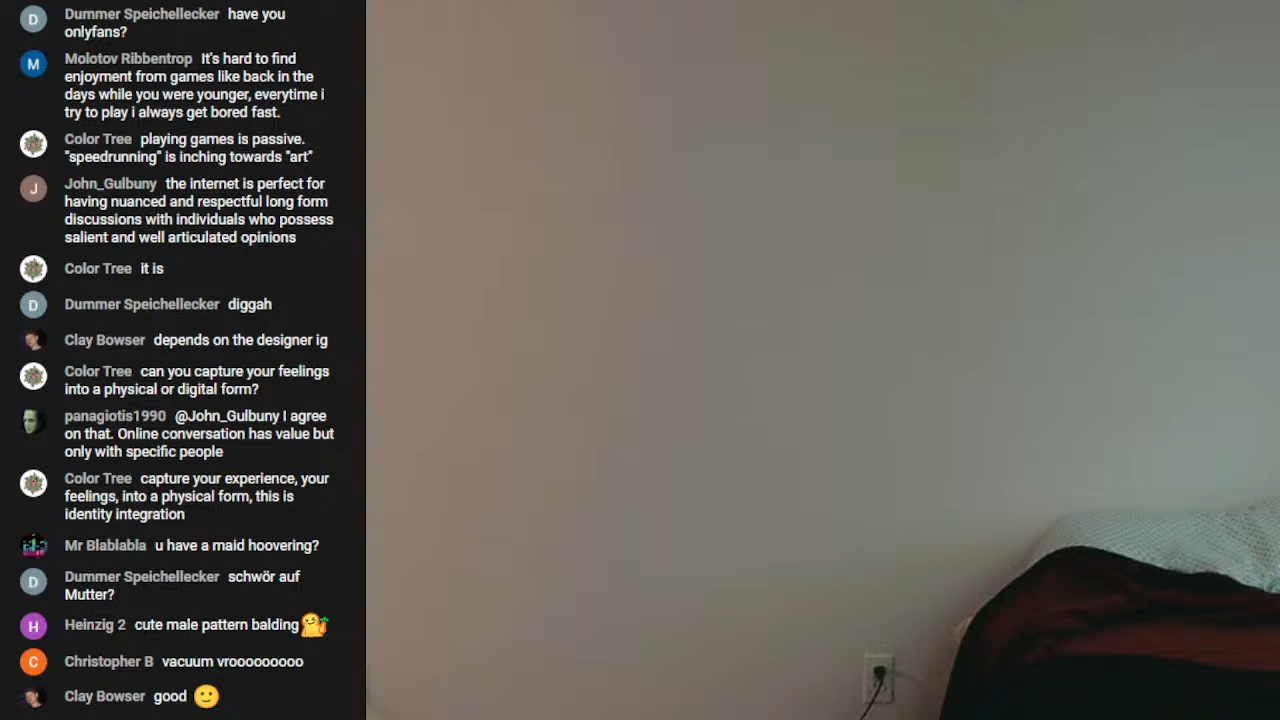 D
Dummer Speichellecker have you
onlyfans?
M
Molotov Ribbentrop It's hard to find
enjoyment from games like back in the
days while you were younger, everytime i
try to play i always get bored fast.
Color Tree playing games is passive.
"speedrunning" is inching towards "art"
J
John_Gulbuny the internet is perfect for
having nuanced and respectful long form
discussions with individuals who possess
salient and well articulated opinions
Color Tree it is
D
Dummer Speichellecker diggah
Clay Bowser depends on the designer ig
Color Tree can you capture your feelings
into a physical or digital form?
panagiotis1990 @John_Gulbuny I agree
on that. Online conversation has value but
only with specific people
Color Tree capture your experience, your
feelings, into a physical form, this is
identity integration
Mr Blablabla u have a maid hoovering?
D
Dummer Speichellecker schwör auf
Mutter?
H
Heinzig 2 cute male pattern balding
C
Christopher B vacuum vrooooooooo
Clay Bowser good